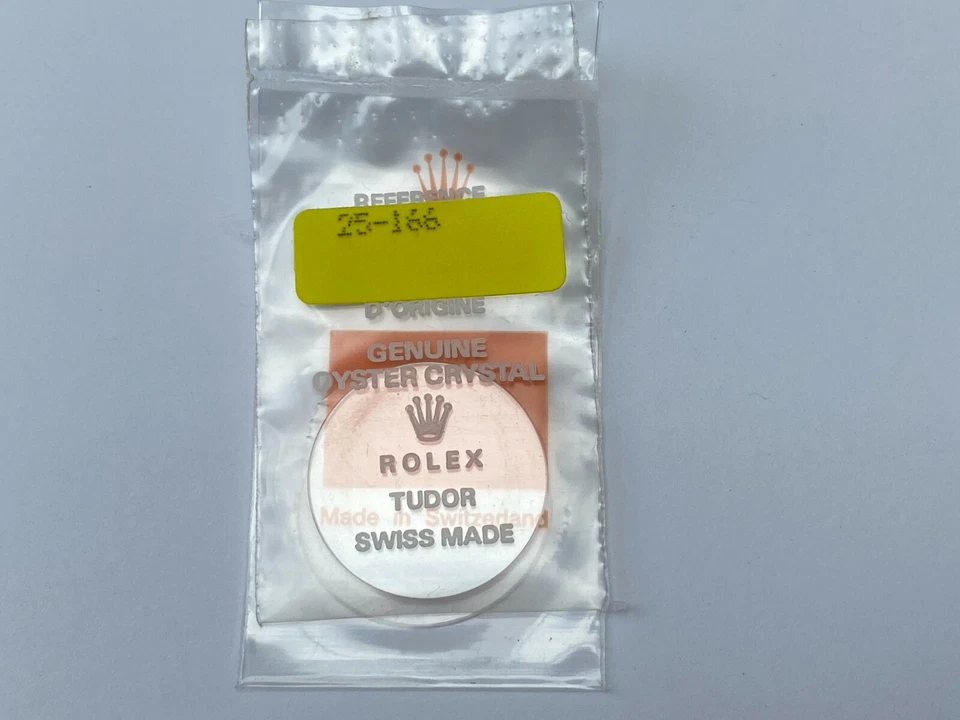 REFERENCE
25-166
D'ORIGINE
GENUINE
OYSTER CRYSTAL
ROLEX
TUDOR
Made in Switzerland
SWISS MADE